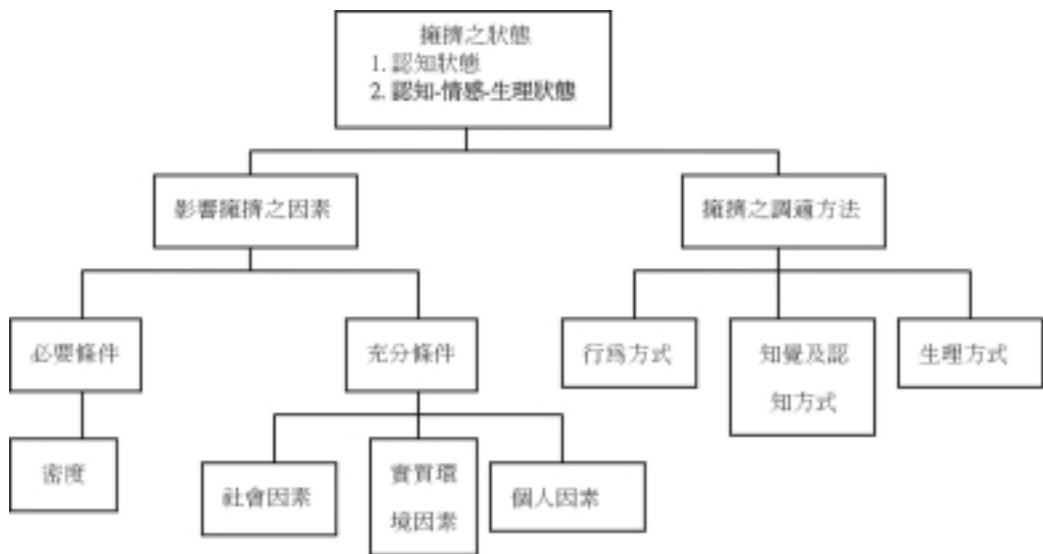 擁擠之狀態
1. 認知狀態
2. 認知-情感-生理狀態
影響擁擠之因素
擁擠之調適方法
必要條件
充分條件
行為方式
知覺及認
知方式
生理方式
密度
社會因素
實質環
境因素
個人因素